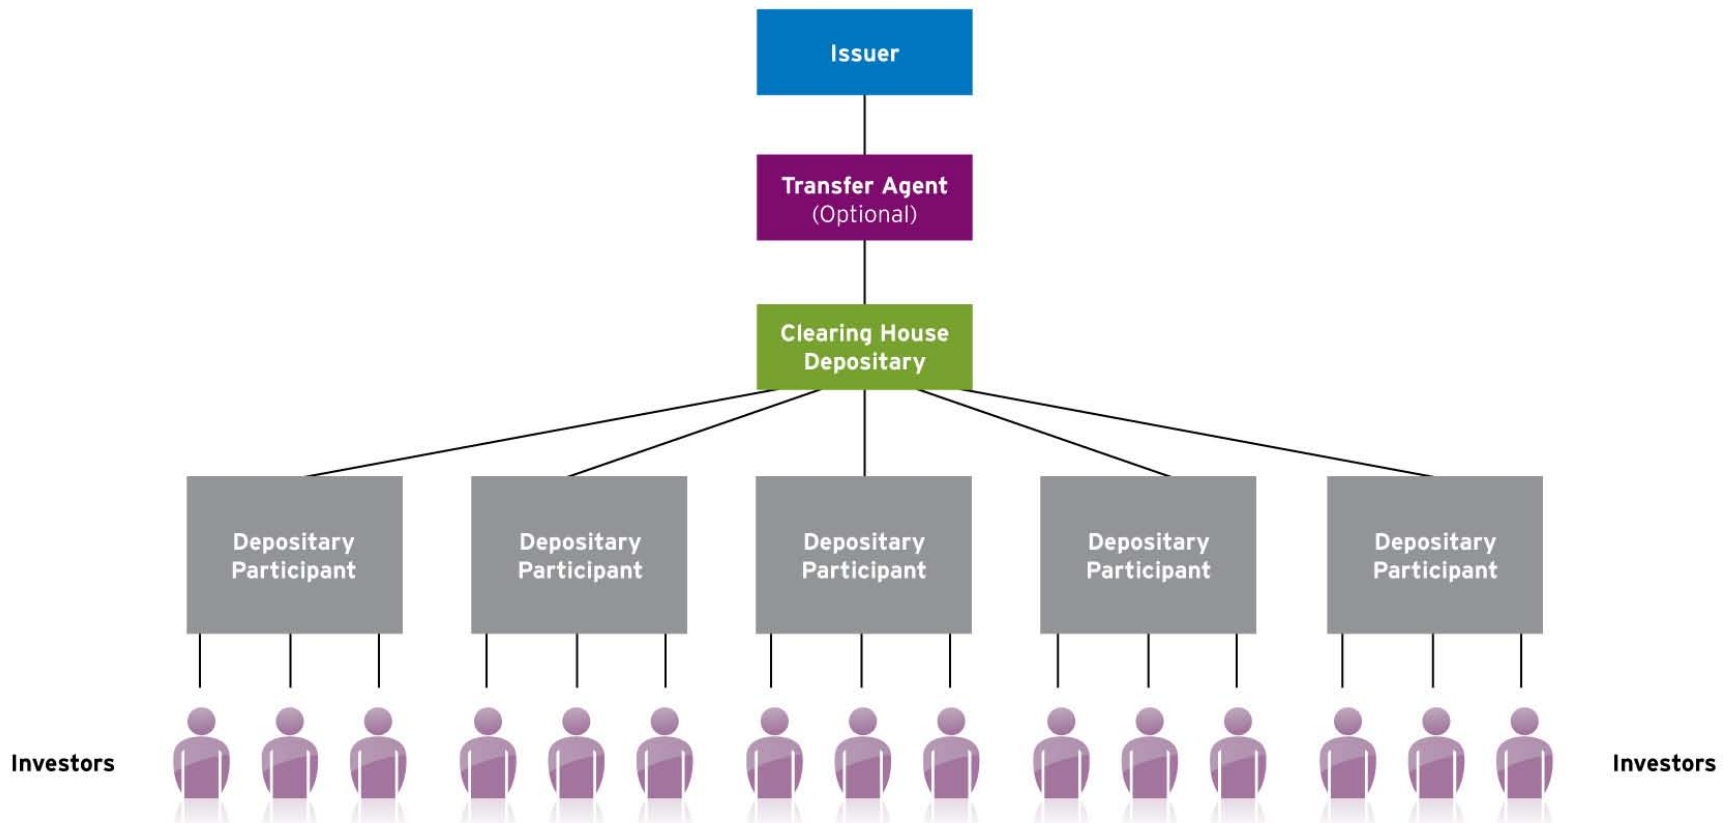 Issuer
Transfer Agent
(Optional)
Clearing House
Depositary
Depositary
Participant
Depositary
Participant
Depositary
Participant
Depositary
Participant
Depositary
Participant
Investors
Investors